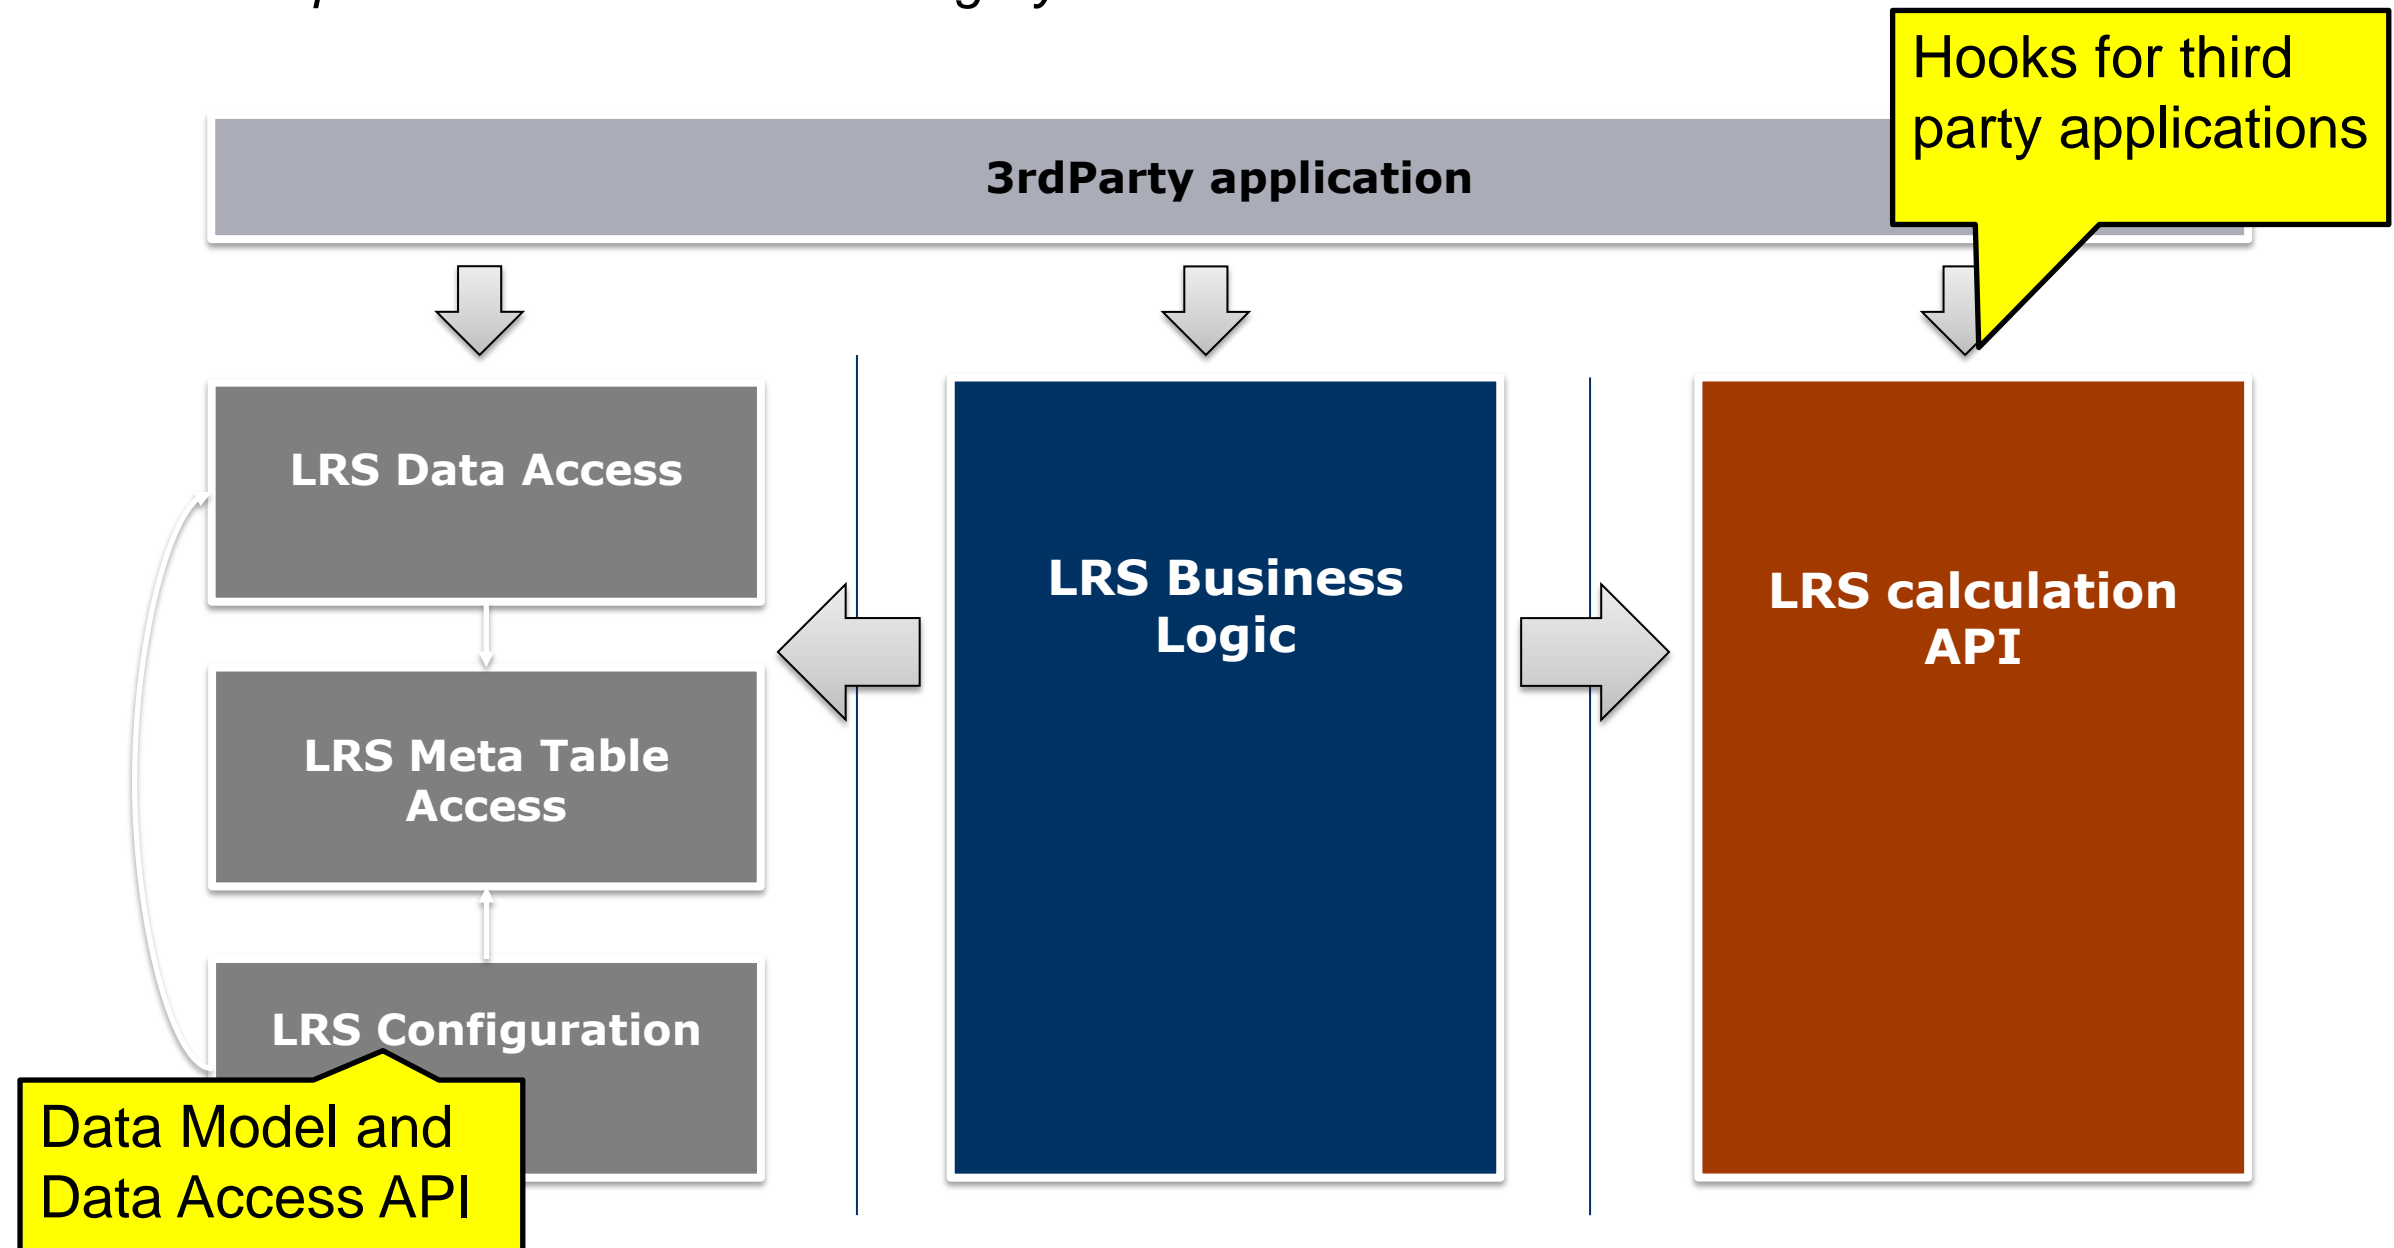 Hooks for third
party applications
3rdParty application
LRS Data Access
LRS Business
Logic
LRS calculation
API
LRS Meta Table
Access
LRS Configuration
Data Model and
Data Access API